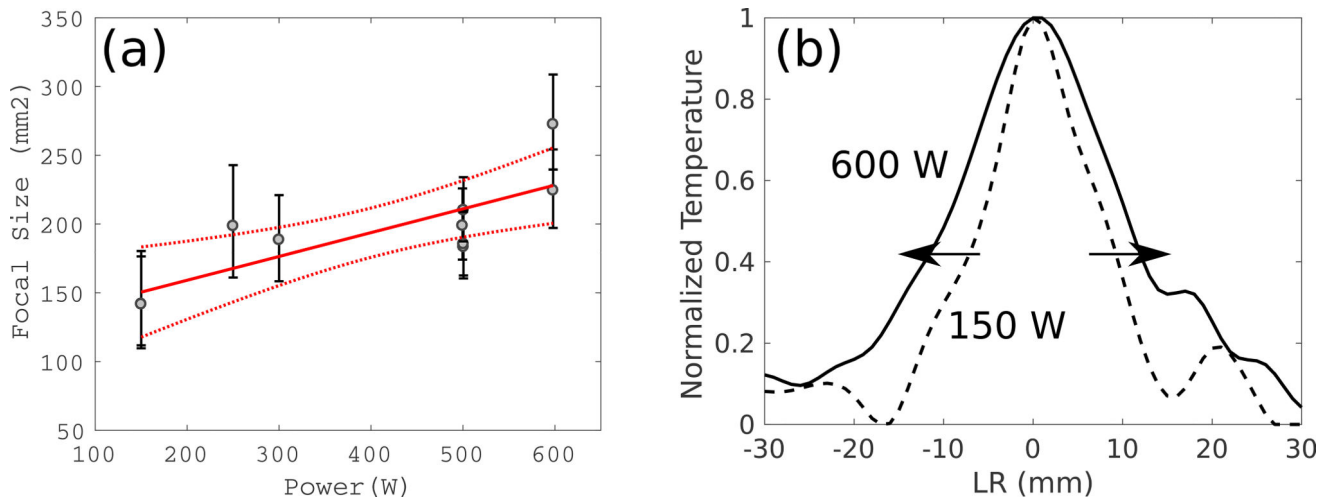 (a)
350
300
250
200
150
100
50
100 200 300 400 500 600
Focal Size (mm2)
Power(W)
(b)
1
0.8
0.6
0.4
0.2
0
-30 -20 -10 0 10 20 30
Normalized Temperature
LR (mm)
600 W
150 W